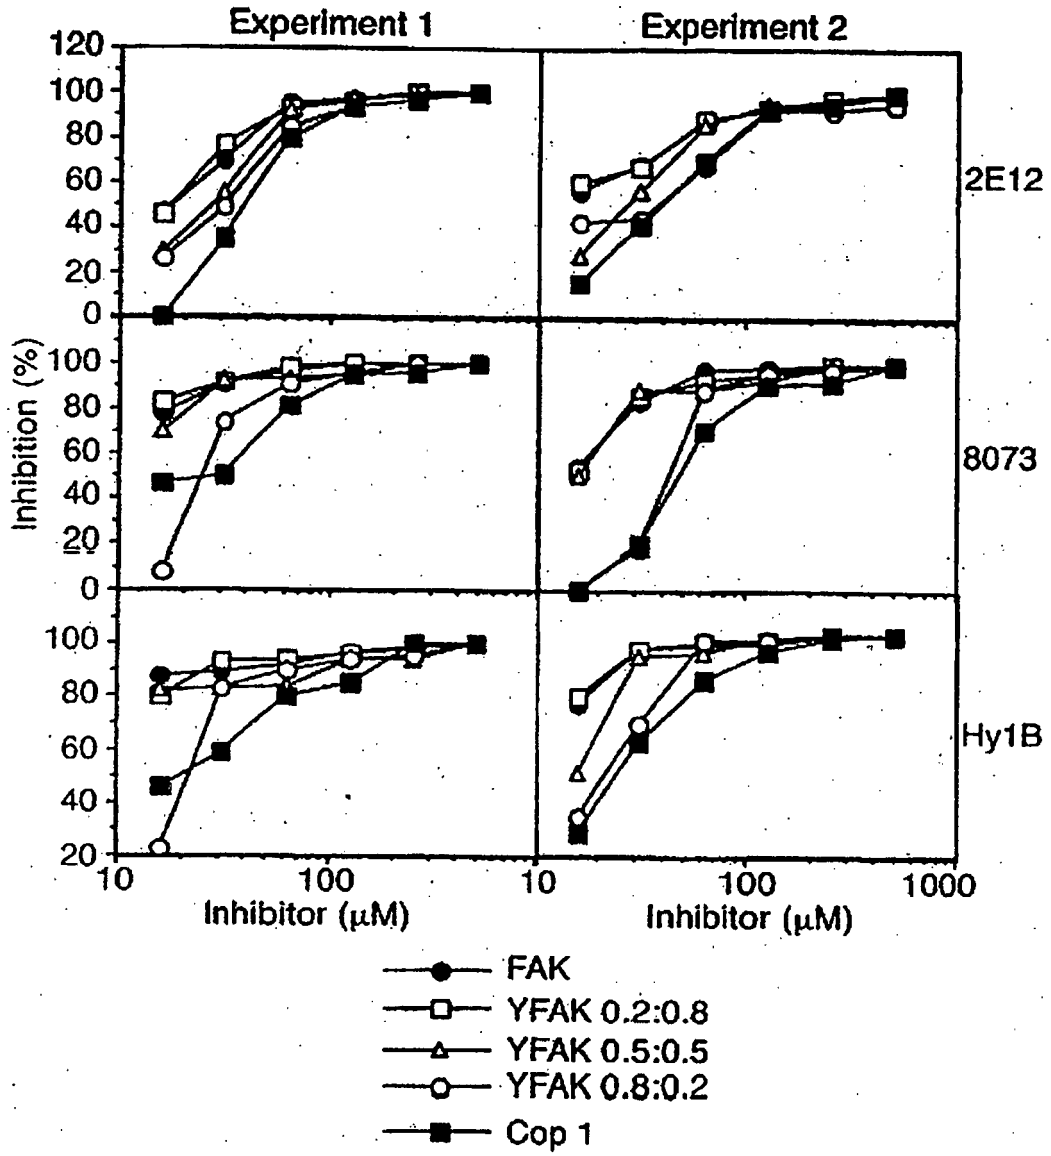 Experiment 1
Experiment 2
120
100
80
60
40
20
0
2E12
Inhibition (%)
100
80
60
40
20
0
8073
100
80
60
40
20
Hy1B
10
100
10
100
1000
Inhibitor (μM)
Inhibitor (μM)
FAK
YFAK 0.2:0.8
YFAK 0.5:0.5
YFAK 0.8:0.2
Cop 1